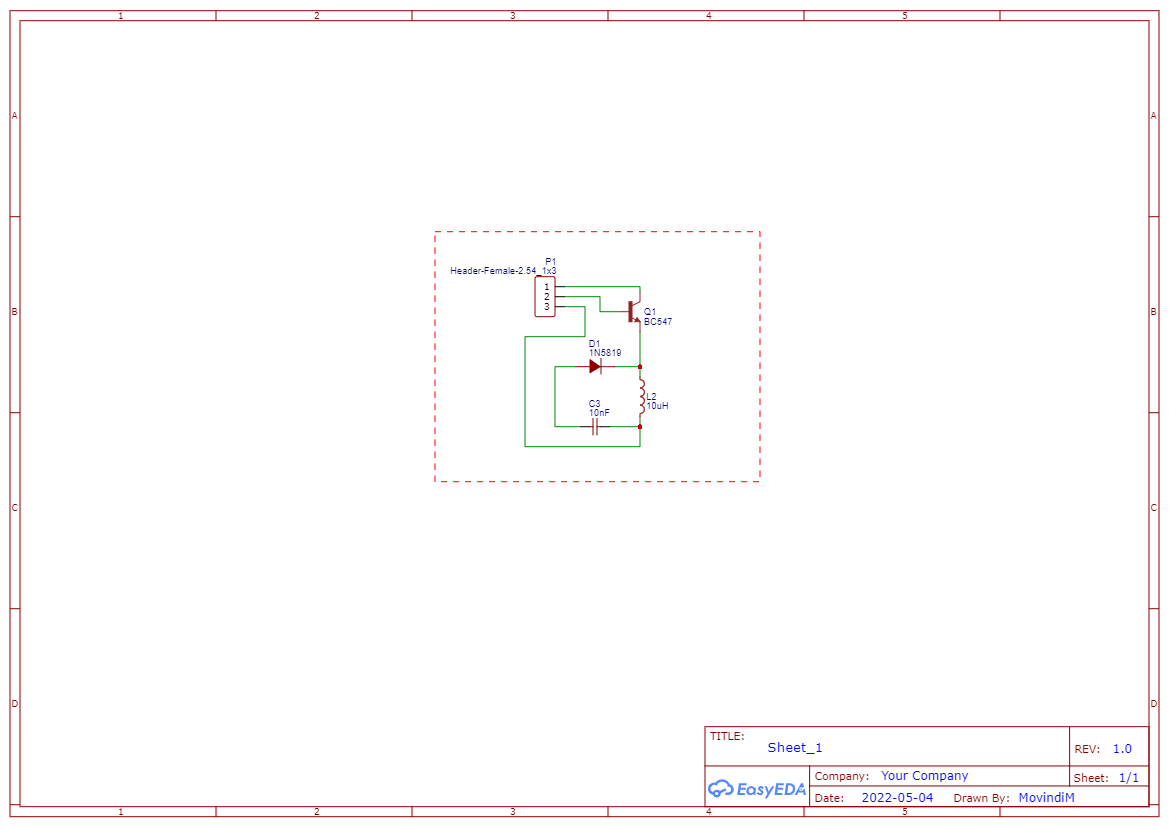 1 2 3 4 5
A A
B B
C C
D D
P1
Header-Female-2.54_1x3
1
2
3
Q1
BC547
D1
1N5819
L2
10uH
C3
10nF
TITLE:
Sheet_1
REV: 1.0
EasyEDA
Company: Your Company
Sheet: 1/1
Date: 2022-05-04 Drawn By: MovindiM
1 2 3 4 5